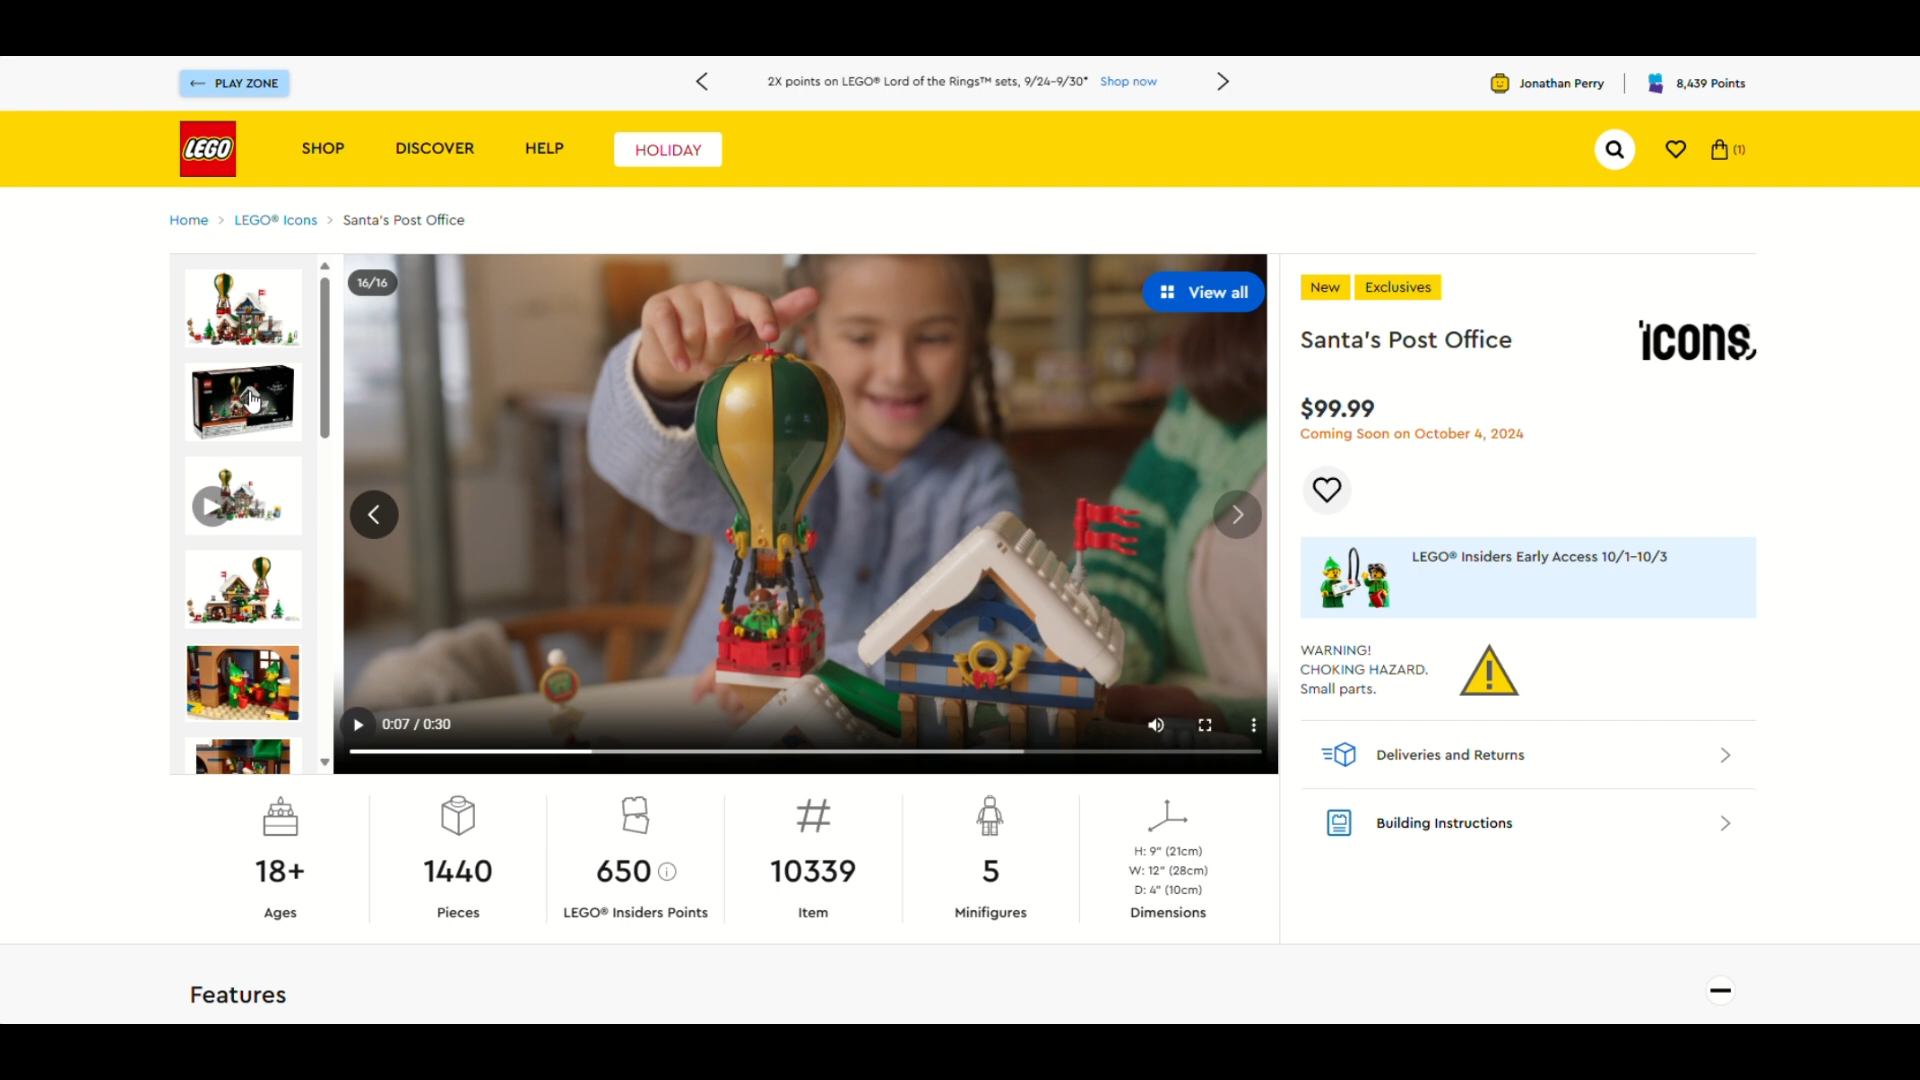 PLAY ZONE
2X points on LEGO® Lord of the Rings™ sets, 9/24-9/30* Shop now
Jonathan Perry
8,439 Points
LEGO
SHOP
DISCOVER
HELP
HOLIDAY
(1)
Home > LEGO® Icons > Santa's Post Office
16/16
View all
0:07 / 0:30
New
Exclusives
Santa's Post Office
icons
$99.99
Coming Soon on October 4, 2024
LEGO® Insiders Early Access 10/1-10/3
WARNING!
CHOKING HAZARD.
Small parts.
Deliveries and Returns
Building Instructions
18+
Ages
1440
Pieces
650
LEGO® Insiders Points
10339
Item
5
Minifigures
H: 9" (21cm)
W: 12" (28cm)
D: 4" (10cm)
Dimensions
Features